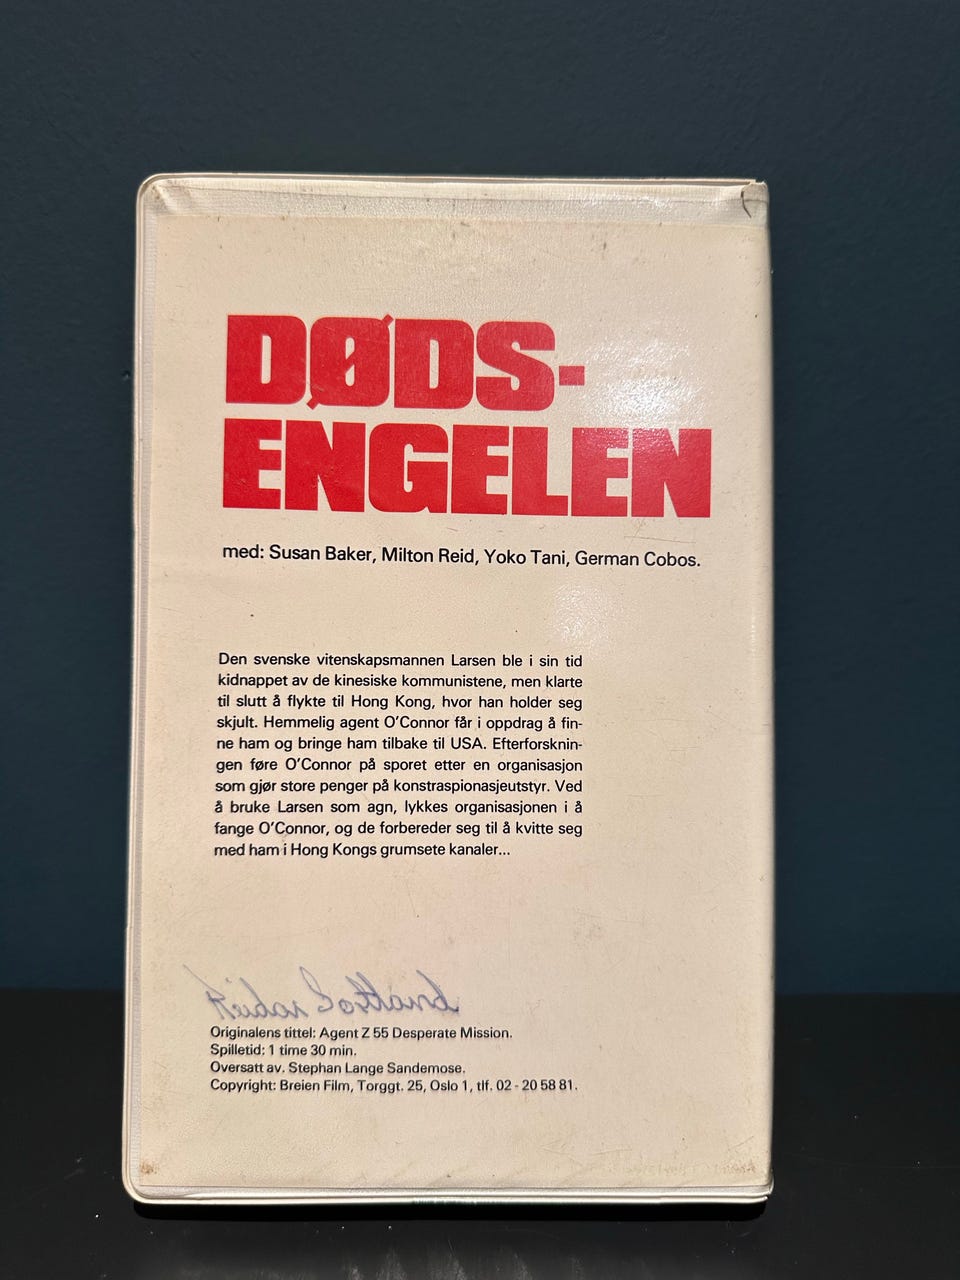 DØDS-
ENGELEN
med: Susan Baker, Milton Reid, Yoko Tani, German Cobos.
Den svenske vitenskapsmannen Larsen ble i sin tid
kidnappet av de kinesiske kommunistene, men klarte
til slutt å flykte til Hong Kong, hvor han holder seg
skjult. Hemmelig agent O'Connor får i oppdrag å fin-
ne ham og bringe ham tilbake til USA. Efterforsknin-
gen føre O'Connor på sporet etter en organisasjon
som gjør store penger på konstraspionasjeutstyr. Ved
å bruke Larsen som agn, lykkes organisasjonen i å
fange O'Connor, og de forbereder seg til å kvitte seg
med ham i Hong Kongs grumsete kanaler...
Originalens tittel: Agent Z 55 Desperate Mission.
Spilletid: 1 time 30 min.
Oversatt av. Stephan Lange Sandemose.
Copyright: Breien Film, Torggt. 25, Oslo 1, tlf. 02 - 20 58 81.